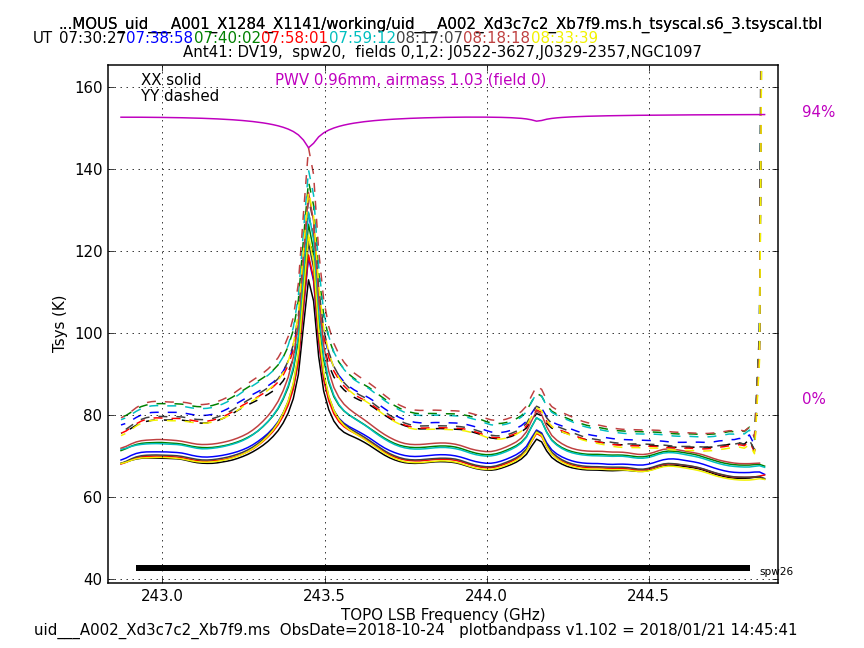 ...MOUS_uid___A001_X1284_X1141/working/uid___A002_Xd3c7c2_Xb7f9.ms.h_tsyscal.s6_3.tsyscal.tbl
UT 07:30:27 07:38:58 07:40:02 07:58:01 07:59:12 08:17:07 08:18:18 08:33:39
Ant41: DV19, spw20, fields 0,1,2: J0522-3627,J0329-2357,NGC1097
XX solid
PWV 0.96mm, airmass 1.03 (field 0)
YY dashed
94%
0%
160
140
120
100
80
60
40
Tsys (K)
spw26
243.0 243.5 244.0 244.5
TOPO LSB Frequency (GHz)
uid___A002_Xd3c7c2_Xb7f9.ms ObsDate=2018-10-24 plotbandpass v1.102 = 2018/01/21 14:45:41